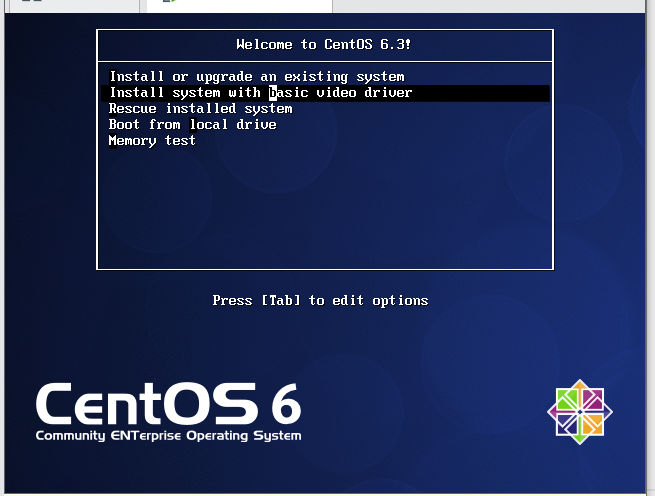 Welcome to CentOS 6.3!
Install or upgrade an existing system
Install system with basic video driver
Rescue installed system
Boot from local drive
Memory test
Press [Tab] to edit options
CentOS 6
Community ENTerprise Operating System